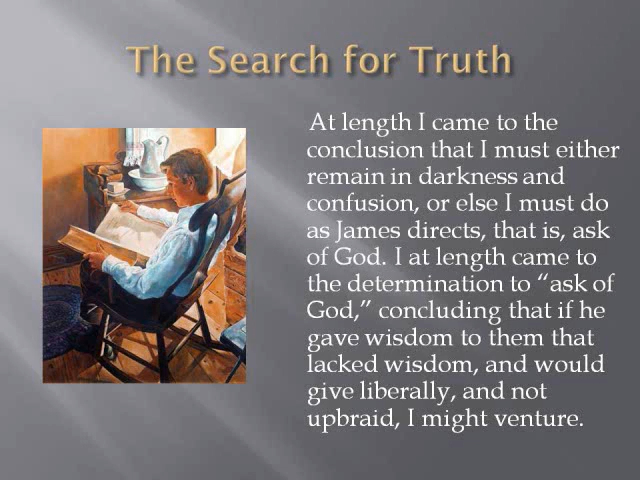 The Search for Truth
At length I came to the
conclusion that I must either
remain in darkness and
confusion, or else I must do
as James directs, that is, ask
of God. I at length came to
the determination to “ask of
God,” concluding that if he
gave wisdom to them that
lacked wisdom, and would
give liberally, and not
upbraid, I might venture.